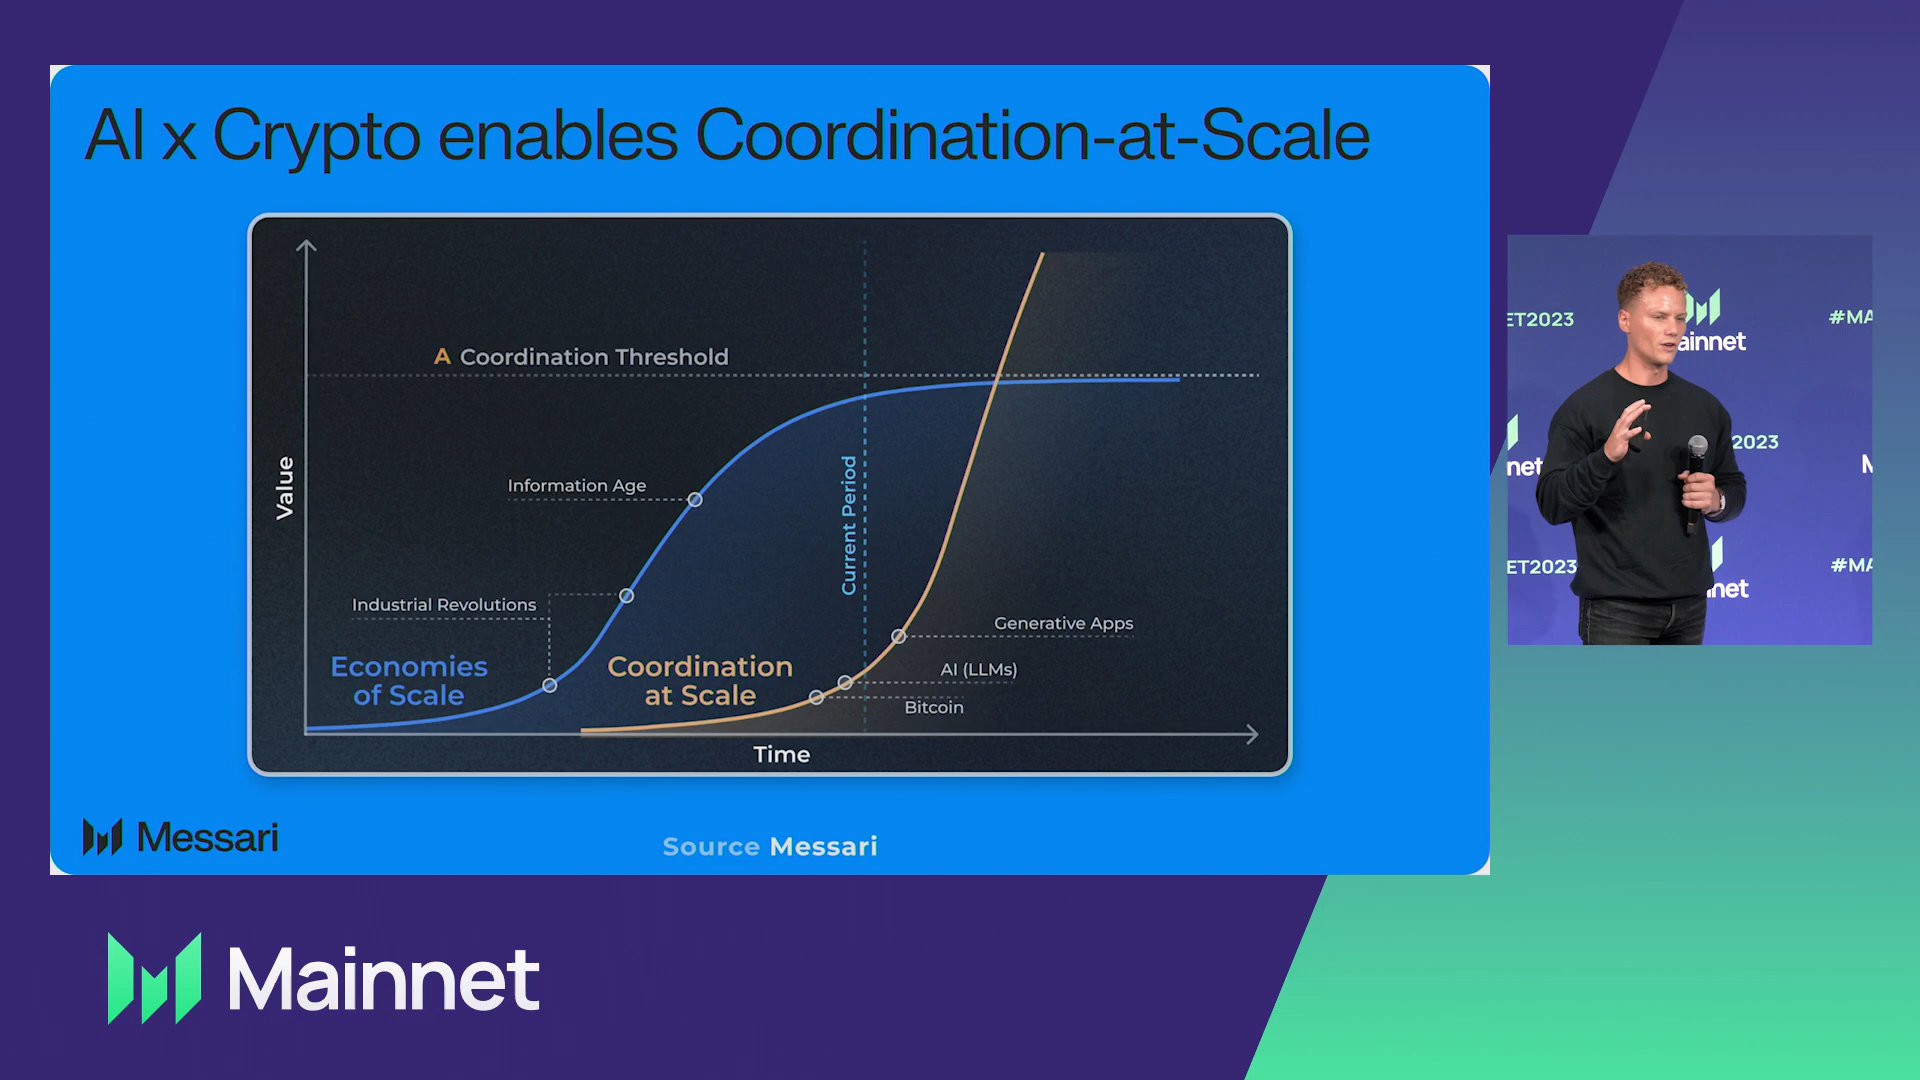 AI x Crypto enables Coordination-at-Scale
A Coordination Threshold
Information Age
Industrial Revolutions
Economies
of Scale
Coordination
at Scale
Current Period
Generative Apps
AI (LLMs)
Bitcoin
Value
Time
Messari
Source Messari
Mainnet
ET2023
#MA
ainnet
2023
net
M
ET2023
#MA
nnet